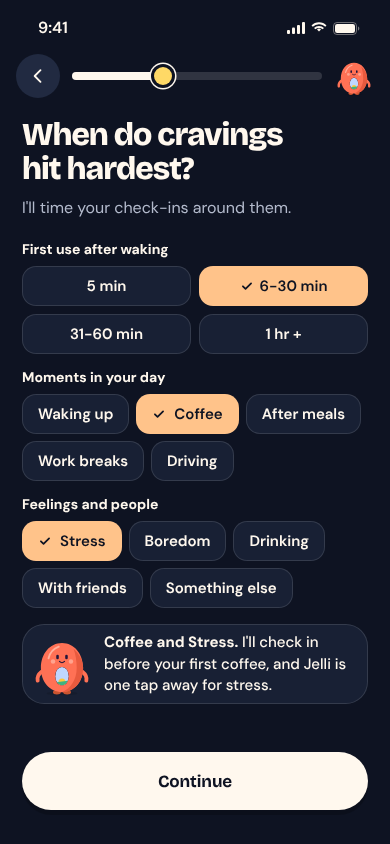 9:41
When do cravings
hit hardest?
I'll time your check-ins around them.
First use after waking
5 min
6-30 min
31-60 min
1 hr +
Moments in your day
Waking up
Coffee
After meals
Work breaks
Driving
Feelings and people
Stress
Boredom
Drinking
With friends
Something else
Coffee and Stress. I'll check in
before your first coffee, and Jelli is
one tap away for stress.
Continue